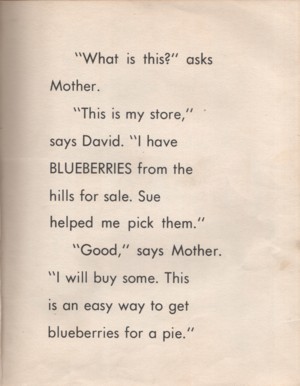 "What is this?" asks
Mother.
"This is my store,"
says David. "I have
BLUEBERRIES from the
hills for sale. Sue
helped me pick them."
"Good," says Mother.
"I will buy some. This
is an easy way to get
blueberries for a pie."